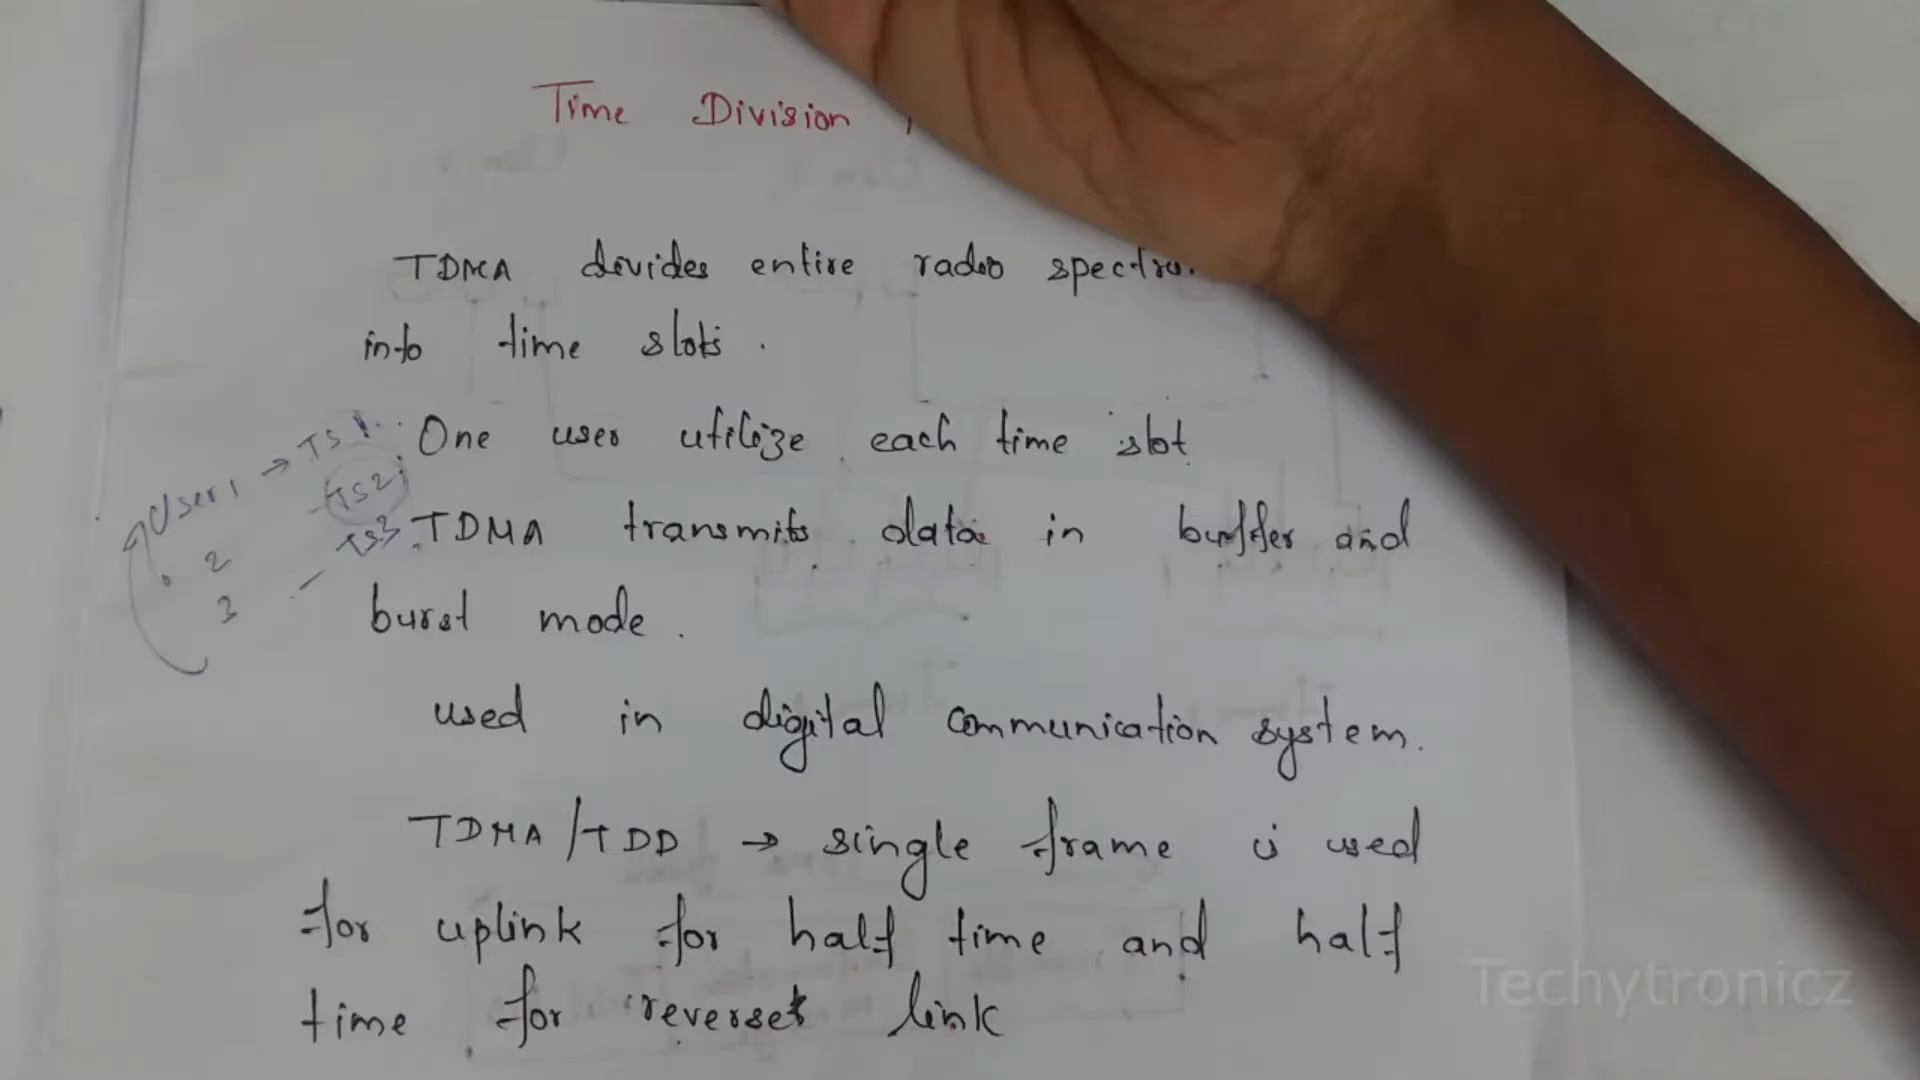 Time Division
TDMA divides entire radio
into time slots.
User 1 → TS 1
One user utilize each time slot
TS2
2
TS3
TDMA transmits data in buffer and
3
burst mode.
used in digital communication system.
TDMA/TDD → single frame is used
for uplink for half time and half
time for reverset link
Techytronicz